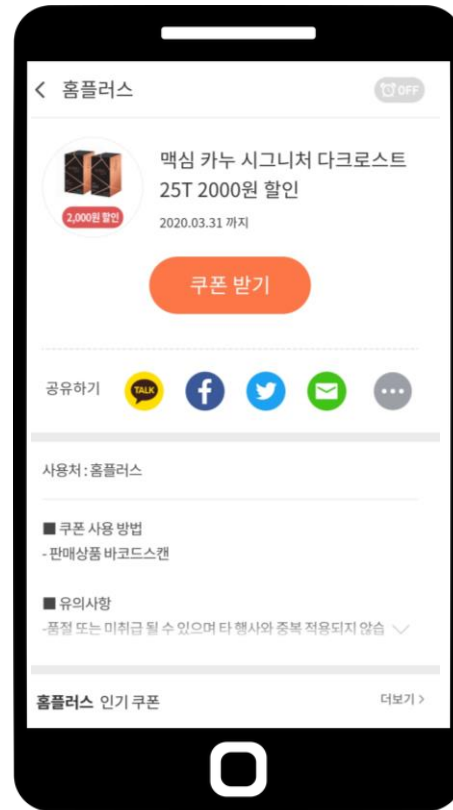 홈플러스
OFF
맥심 카누 시그니처 다크로스트
25T 2000원 할인
2,000원 할인
2020.03.31 까지
쿠폰 받기
공유하기
TALK
사용처 : 홈플러스
■ 쿠폰 사용 방법
- 판매상품 바코드스캔
■ 유의사항
-품절 또는 미취급 될 수 있으며 타 행사와 중복 적용되지 않습
홈플러스 인기 쿠폰
더보기 >